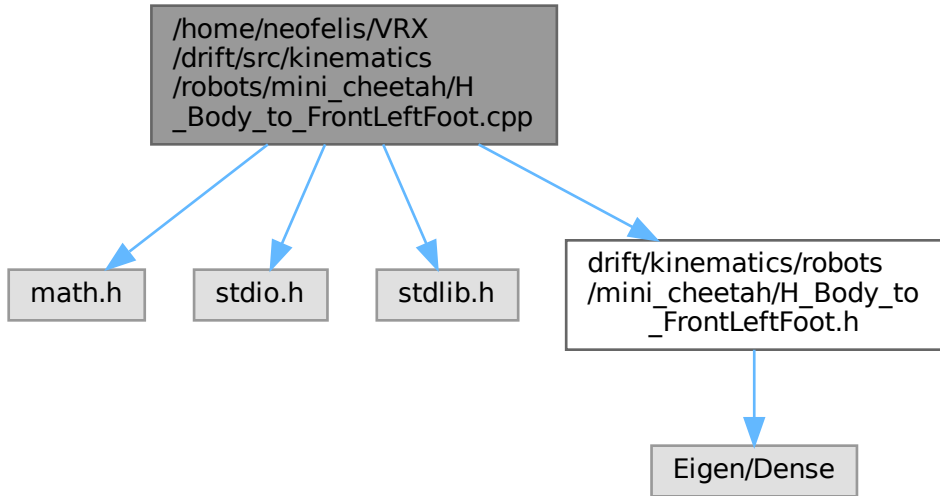 /home/neofelis/VRX
/drift/src/kinematics
/robots/mini_cheetah/H
_Body_to_FrontLeftFoot.cpp
math.h
stdio.h
stdlib.h
drift/kinematics/robots
/mini_cheetah/H_Body_to
_FrontLeftFoot.h
Eigen/Dense